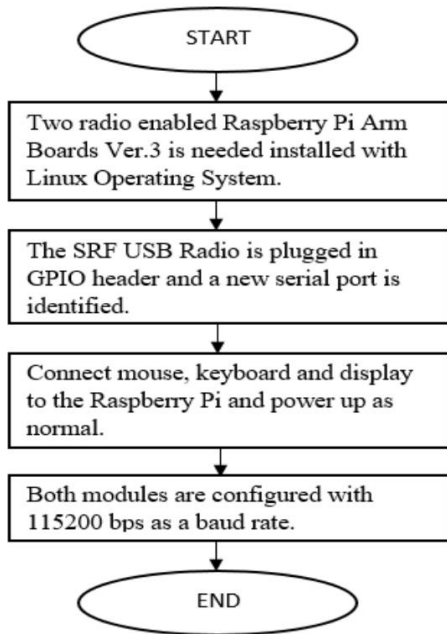 START
Two radio enabled Raspberry Pi Arm
Boards Ver.3 is needed installed with
Linux Operating System.
The SRF USB Radio is plugged in
GPIO header and a new serial port is
identified.
Connect mouse, keyboard and display
to the Raspberry Pi and power up as
normal.
Both modules are configured with
115200 bps as a baud rate.
END